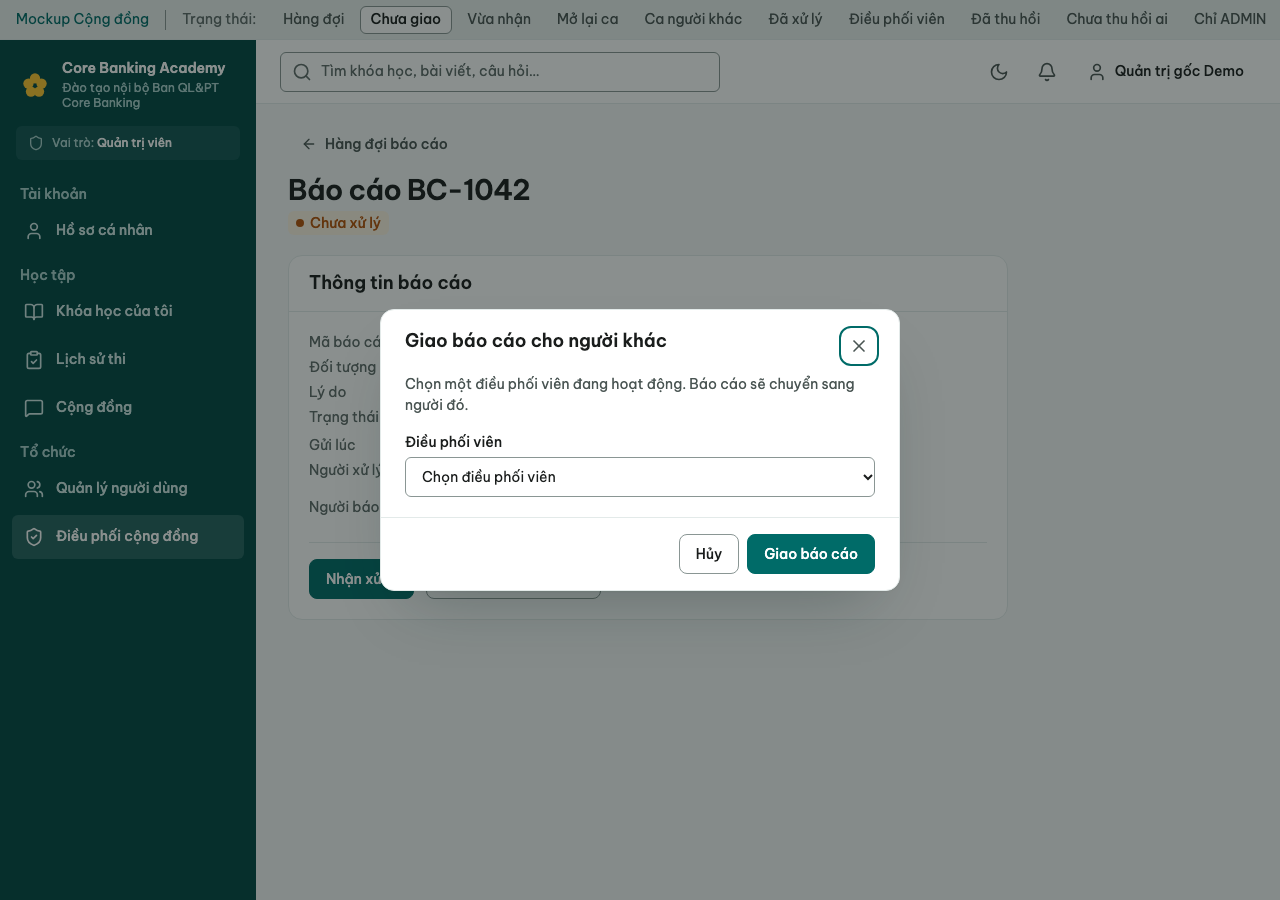 Mockup Cộng đồng Trạng thái: Hàng đợi Chưa giao Vừa nhận Mở lại ca Ca người khác Đã xử lý Điều phối viên Đã thu hồi Chưa thu hồi ai Chỉ ADMIN
Core Banking Academy
Đào tạo nội bộ Ban QL&PT
Core Banking
Vai trò: Quản trị viên
Tài khoản
Hồ sơ cá nhân
Học tập
Khóa học của tôi
Lịch sử thi
Cộng đồng
Tổ chức
Quản lý người dùng
Điều phối cộng đồng
Tìm khóa học, bài viết, câu hỏi...
Quản trị gốc Demo
Hàng đợi báo cáo
Báo cáo BC-1042
Chưa xử lý
Thông tin báo cáo
Mã báo cá
Đối tượng
Lý do
Trạng thái
Gửi lúc
Người xử lý
Người báo
Nhận xử
Giao báo cáo cho người khác
Chọn một điều phối viên đang hoạt động. Báo cáo sẽ chuyển sang
người đó.
Điều phối viên
Chọn điều phối viên
Hủy
Giao báo cáo